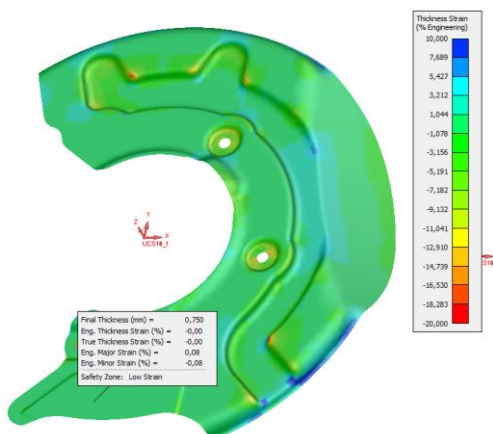 Thickness Strain
(% Engineering)
10,000
7,689
5,427
3,212
1,044
-1,078
-3,156
-5,191
-7,182
-9,132
-11,041
-12,910
-14,739
-16,530
-18,283
-20,000
Z Y X
UCS10_1
Final Thickness (mm) = 0,750
Eng. Thickness Strain (%) = -0,00
True Thickness Strain (%) = -0,00
Eng. Major Strain (%) = 0,08
Eng. Minor Strain (%) = -0,08
Safety Zone: Low Strain